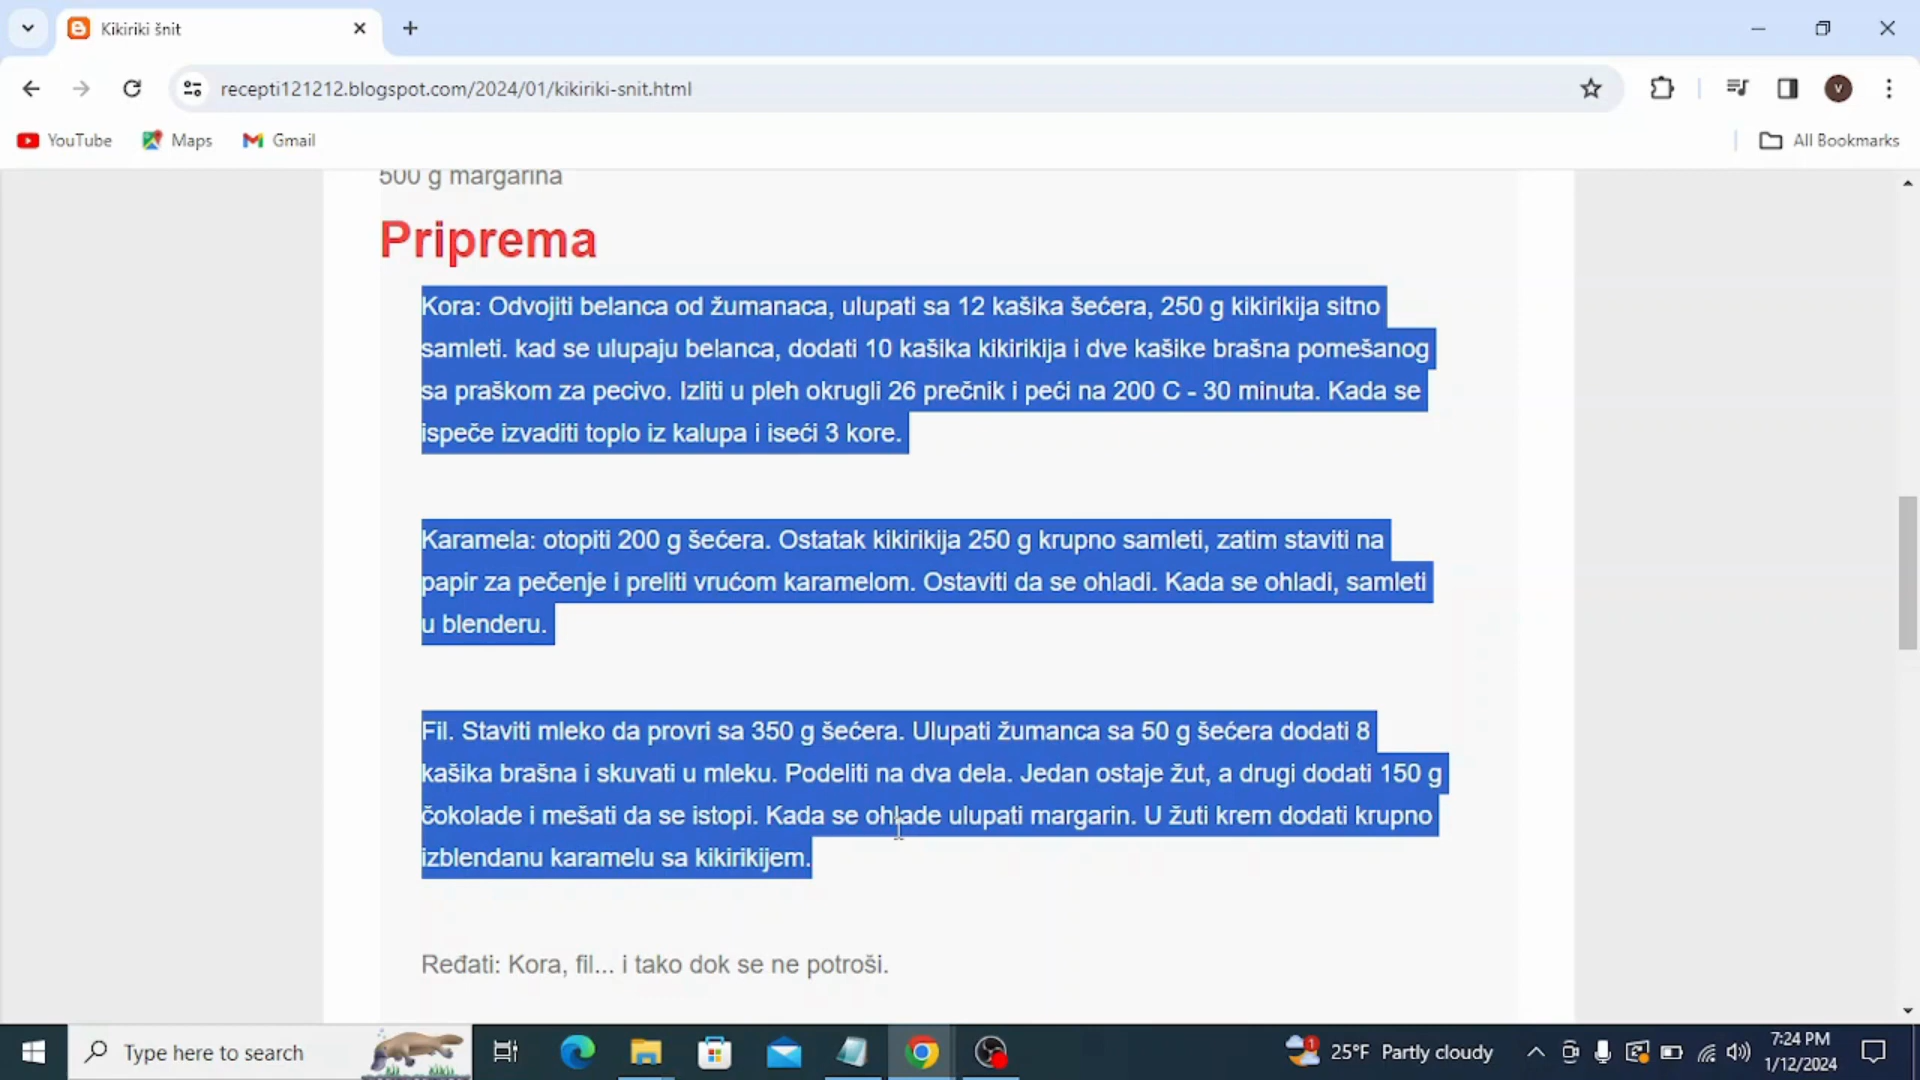 Kikiriki šnit
recepti121212.blogspot.com/2024/01/kikiriki-snit.html
V
YouTube
Maps
Gmail
All Bookmarks
500 g margarina
Priprema
Kora: Odvojiti belanca od žumanaca, ulupati sa 12 kašika šećera, 250 g kikirikija sitno
samleti. kad se ulupaju belanca, dodati 10 kašika kikirikija i dve kašike brašna pomešanog
sa praškom za pecivo. Izliti u pleh okrugli 26 prečnik i peći na 200 C - 30 minuta. Kada se
ispeče izvaditi toplo iz kalupa i iseći 3 kore.
Karamela: otopiti 200 g šećera. Ostatak kikirikija 250 g krupno samleti, zatim staviti na
papir za pečenje i preliti vrućom karamelom. Ostaviti da se ohladi. Kada se ohladi, samleti
u blenderu.
Fil. Staviti mleko da provri sa 350 g šećera. Ulupati žumanca sa 50 g šećera dodati 8
kašika brašna i skuvati u mleku. Podeliti na dva dela. Jedan ostaje žut, a drugi dodati 150 g
čokolade i mešati da se istopi. Kada se ohlade ulupati margarin. U žuti krem dodati krupno
izblendanu karamelu sa kikirikijem.
Ređati: Kora, fil... i tako dok se ne potroši.
Type here to search
1
25°F Partly cloudy
7:24 PM
1/12/2024